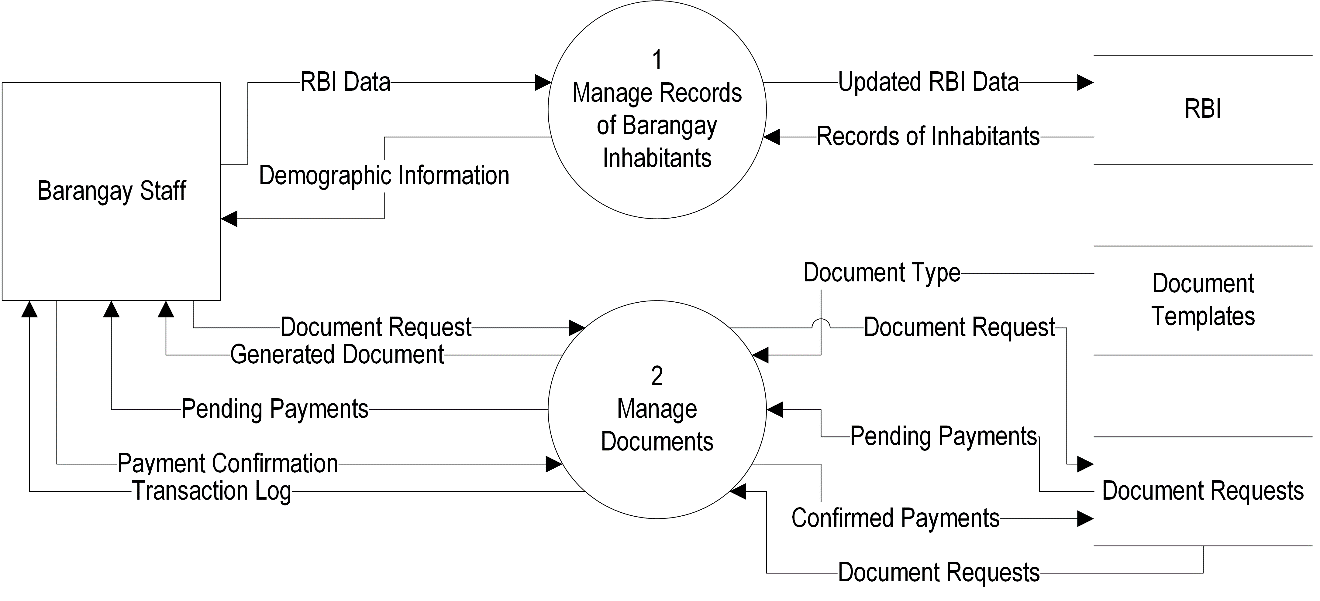 1
Manage Records
of Barangay
Inhabitants
RBI Data
Updated RBI Data
RBI
Records of Inhabitants
Demographic Information
Barangay Staff
Document Type
Document
Templates
Document Request
Generated Document
Document Request
2
Manage
Documents
Pending Payments
Pending Payments
Payment Confirmation
Transaction Log
Document Requests
Confirmed Payments
Document Requests